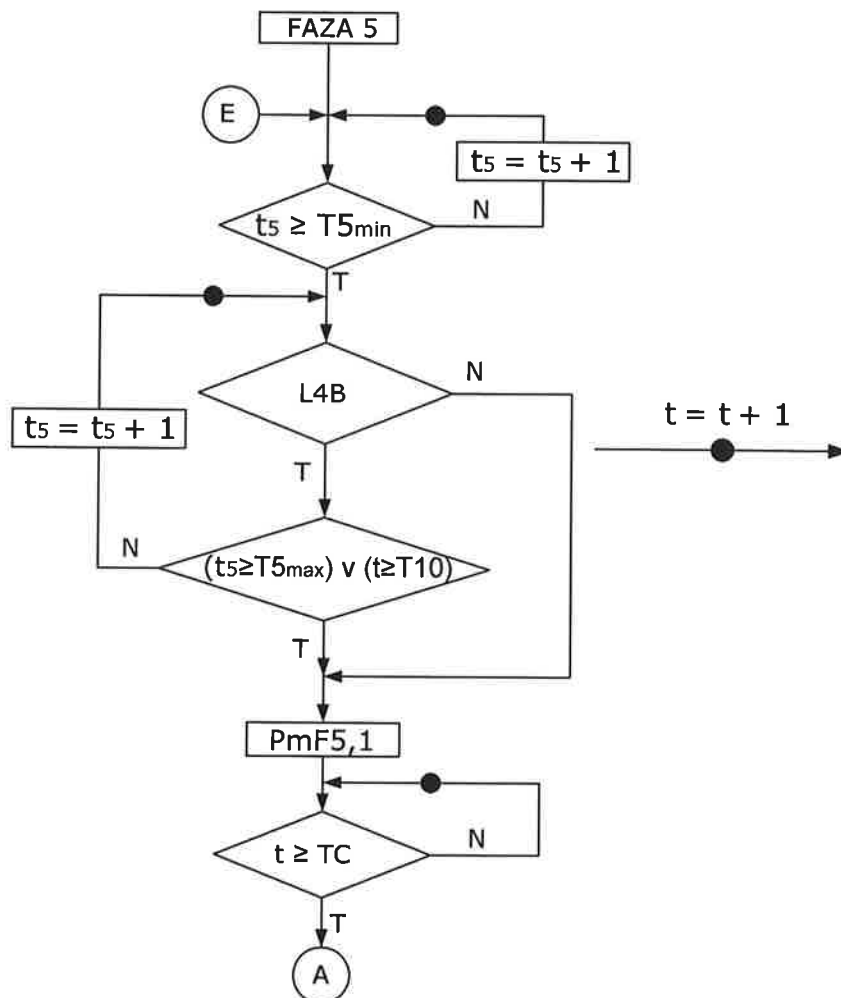 FAZA 5
E
t5 = t5 + 1
t5 ≥ T5min
N
T
L4B
N
t5 = t5 + 1
t = t + 1
T
N
(t5≥T5max) v (t≥T10)
T
PmF5,1
t ≥ TC
N
T
A